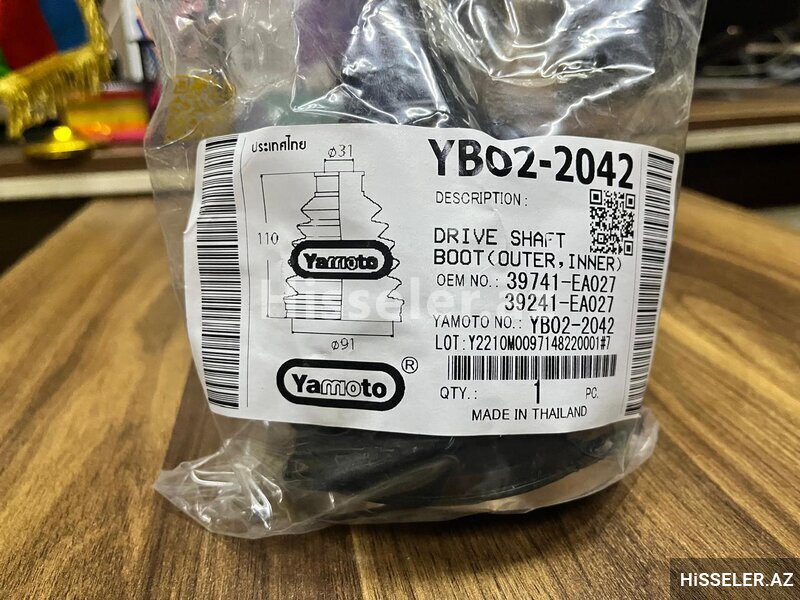 ประเทศไทย
ø31
110
Yamoto
ø91
Yamoto®
YB02-2042
DESCRIPTION :
DRIVE SHAFT
BOOT(OUTER,INNER)
OEM NO.: 39741-EA027
39241-EA027
YAMOTO NO.: YB02-2042
LOT:Y2210M0097148220001#7
QTY.: 1 PC.
MADE IN THAILAND
Hisseler.az
HiSSELER.AZ